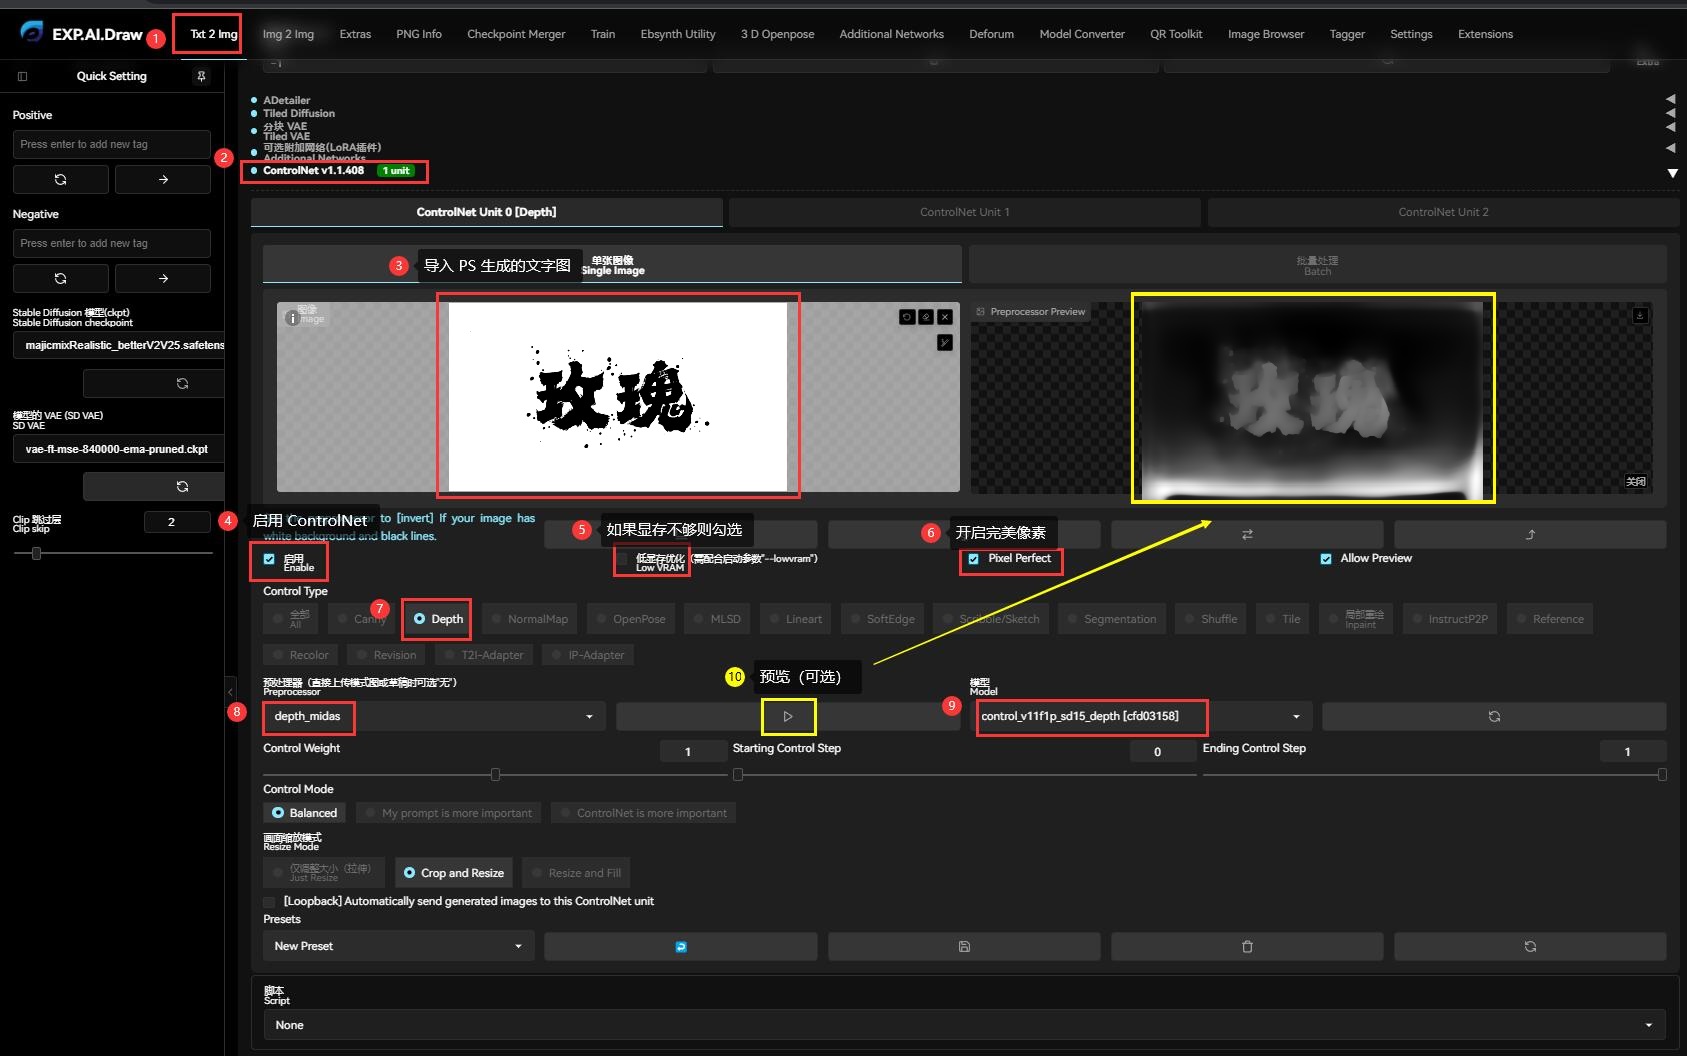 EXP.AI.Draw
1
Txt 2 Img
Img 2 Img
Extras
PNG Info
Checkpoint Merger
Train
Ebsynth Utility
3 D Openpose
Additional Networks
Deforum
Model Converter
QR Toolkit
Image Browser
Tagger
Settings
Extensions
Quick Setting
-1
Extra
Positive
Press enter to add new tag
Negative
Press enter to add new tag
Stable Diffusion 模型(ckpt)
Stable Diffusion checkpoint
majicmixRealistic_betterV2V25.safetens
模型的 VAE (SD VAE)
SD VAE
vae-ft-mse-840000-ema-pruned.ckpt
Clip 跳过层
Clip skip
2
ADetailer
Tiled Diffusion
分块 VAE
Tiled VAE
可选附加网络(LoRA插件)
Additional Networks
2
ControlNet v1.1.408
1 unit
ControlNet Unit 0 [Depth]
ControlNet Unit 1
ControlNet Unit 2
3
导入 PS 生成的文字图
单张图像
Single Image
批量处理
Batch
图像
Image
玫瑰
Preprocessor Preview
玫瑰
关闭
4
启用 ControlNet
to [invert] If your image has
white background and black lines.
5
如果显存不够则勾选
6
开启完美像素
启用
Enable
低显存优化 (需配合启动参数"--lowvram")
Low VRAM
Pixel Perfect
Allow Preview
Control Type
全部
All
Canny
7
Depth
NormalMap
OpenPose
MLSD
Lineart
SoftEdge
Scribble/Sketch
Segmentation
Shuffle
Tile
局部重绘
Inpaint
InstructP2P
Reference
Recolor
Revision
T2I-Adapter
IP-Adapter
10
预览（可选）
预处理器（直接上传模式图或草稿时可选"无"）
Preprocessor
8
depth_midas
模型
Model
9
control_v11f1p_sd15_depth [cfd03158]
Control Weight
1
Starting Control Step
0
Ending Control Step
1
Control Mode
Balanced
My prompt is more important
ControlNet is more important
画面缩放模式
Resize Mode
仅调整大小（拉伸）
Just Resize
Crop and Resize
Resize and Fill
[Loopback] Automatically send generated images to this ControlNet unit
Presets
New Preset
脚本
Script
None